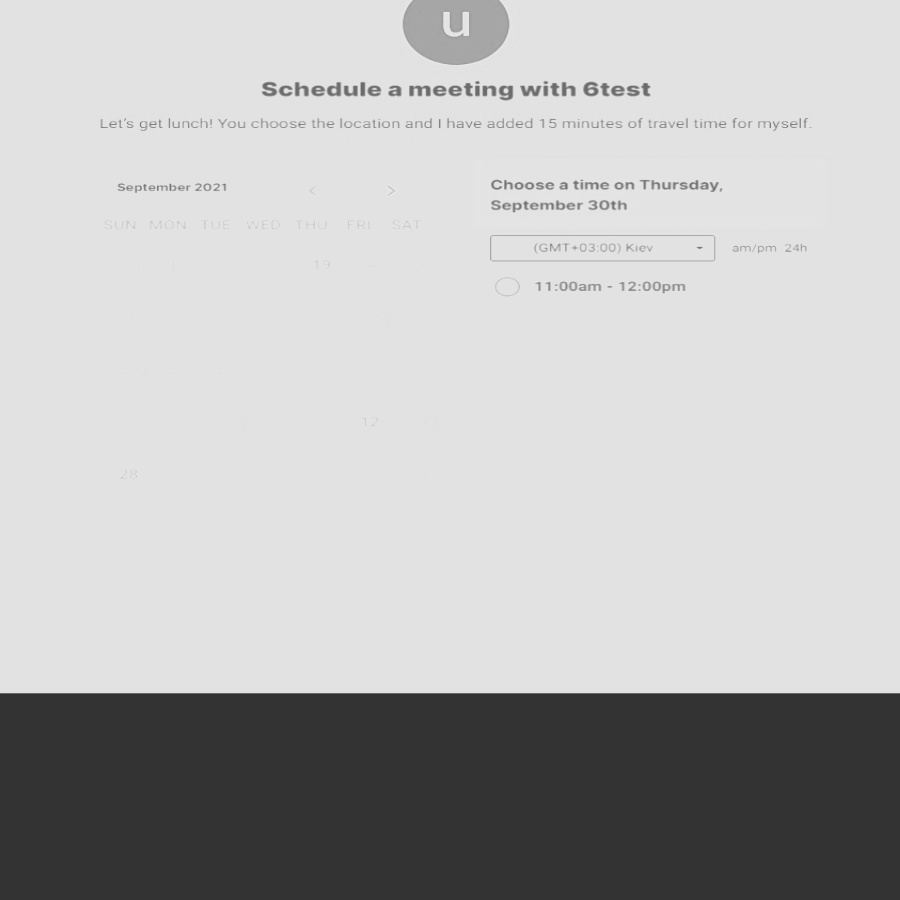 u
Schedule a meeting with 6test
Let's get lunch! You choose the location and I have added 15 minutes of travel time for myself.
September 2021 < >
SUN MON TUE WED THU FRI SAT
19
12
28
Choose a time on Thursday,
September 30th
(GMT+03:00) Kiev am/pm 24h
11:00am - 12:00pm